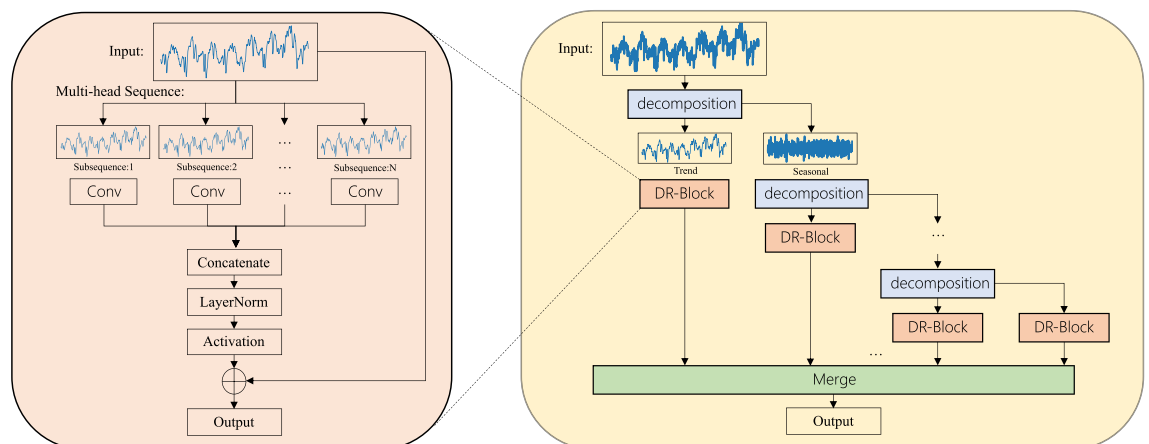 Input:
Multi-head Sequence:
...
Subsequence:1
Subsequence:2
...
Subsequence:N
Conv
Conv
...
Conv
Concatenate
LayerNorm
Activation
Output
Input:
decomposition
Trend
Seasonal
DR-Block
decomposition
DR-Block
...
decomposition
DR-Block
DR-Block
...
Merge
Output